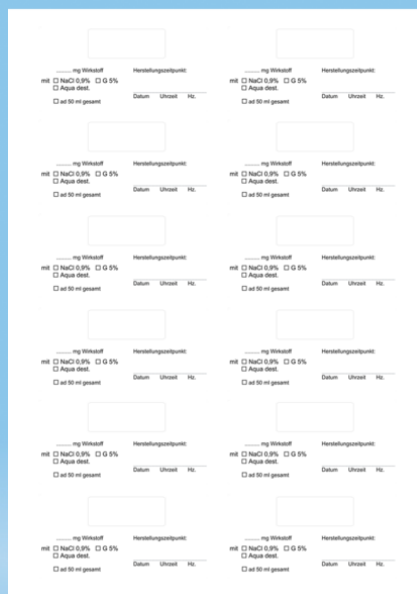 ......... mg Wirkstoff Herstellungszeitpunkt:
mit ☐ NaCl 0,9% ☐ G 5%
☐ Aqua dest.
Datum Uhrzeit Hz.
☐ ad 50 ml gesamt
......... mg Wirkstoff Herstellungszeitpunkt:
mit ☐ NaCl 0,9% ☐ G 5%
☐ Aqua dest.
Datum Uhrzeit Hz.
☐ ad 50 ml gesamt
......... mg Wirkstoff Herstellungszeitpunkt:
mit ☐ NaCl 0,9% ☐ G 5%
☐ Aqua dest.
Datum Uhrzeit Hz.
☐ ad 50 ml gesamt
......... mg Wirkstoff Herstellungszeitpunkt:
mit ☐ NaCl 0,9% ☐ G 5%
☐ Aqua dest.
Datum Uhrzeit Hz.
☐ ad 50 ml gesamt
......... mg Wirkstoff Herstellungszeitpunkt:
mit ☐ NaCl 0,9% ☐ G 5%
☐ Aqua dest.
Datum Uhrzeit Hz.
☐ ad 50 ml gesamt
......... mg Wirkstoff Herstellungszeitpunkt:
mit ☐ NaCl 0,9% ☐ G 5%
☐ Aqua dest.
Datum Uhrzeit Hz.
☐ ad 50 ml gesamt
......... mg Wirkstoff Herstellungszeitpunkt:
mit ☐ NaCl 0,9% ☐ G 5%
☐ Aqua dest.
Datum Uhrzeit Hz.
☐ ad 50 ml gesamt
......... mg Wirkstoff Herstellungszeitpunkt:
mit ☐ NaCl 0,9% ☐ G 5%
☐ Aqua dest.
Datum Uhrzeit Hz.
☐ ad 50 ml gesamt
......... mg Wirkstoff Herstellungszeitpunkt:
mit ☐ NaCl 0,9% ☐ G 5%
☐ Aqua dest.
Datum Uhrzeit Hz.
☐ ad 50 ml gesamt
......... mg Wirkstoff Herstellungszeitpunkt:
mit ☐ NaCl 0,9% ☐ G 5%
☐ Aqua dest.
Datum Uhrzeit Hz.
☐ ad 50 ml gesamt
......... mg Wirkstoff Herstellungszeitpunkt:
mit ☐ NaCl 0,9% ☐ G 5%
☐ Aqua dest.
Datum Uhrzeit Hz.
☐ ad 50 ml gesamt
......... mg Wirkstoff Herstellungszeitpunkt:
mit ☐ NaCl 0,9% ☐ G 5%
☐ Aqua dest.
Datum Uhrzeit Hz.
☐ ad 50 ml gesamt